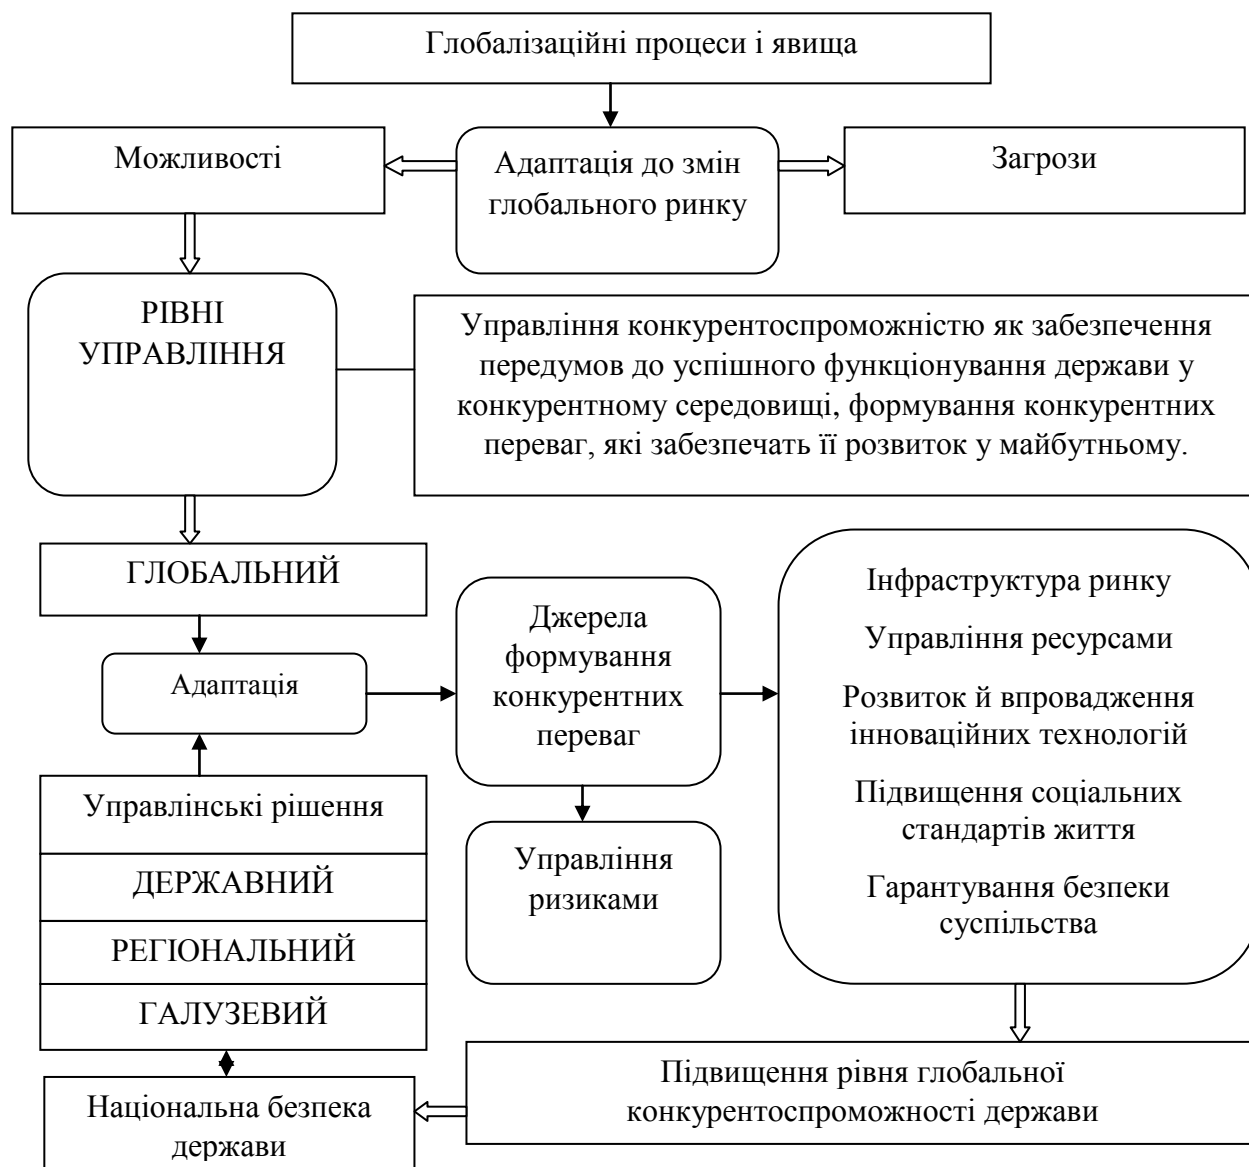 Глобалізаційні процеси і явища
Можливості
Адаптація до змін
глобального ринку
Загрози
РІВНІ
УПРАВЛІННЯ
Управління конкурентоспроможністю як забезпечення
передумов до успішного функціонування держави у
конкурентному середовищі, формування конкурентних
переваг, які забезпечать її розвиток у майбутньому.
ГЛОБАЛЬНИЙ
Адаптація
Джерела
формування
конкурентних
переваг
Інфраструктура ринку
Управління ресурсами
Розвиток й впровадження
інноваційних технологій
Підвищення соціальних
стандартів життя
Гарантування безпеки
суспільства
Управлінські рішення
ДЕРЖАВНИЙ
РЕГІОНАЛЬНИЙ
ГАЛУЗЕВИЙ
Управління
ризиками
Національна безпека
держави
Підвищення рівня глобальної
конкурентоспроможності держави